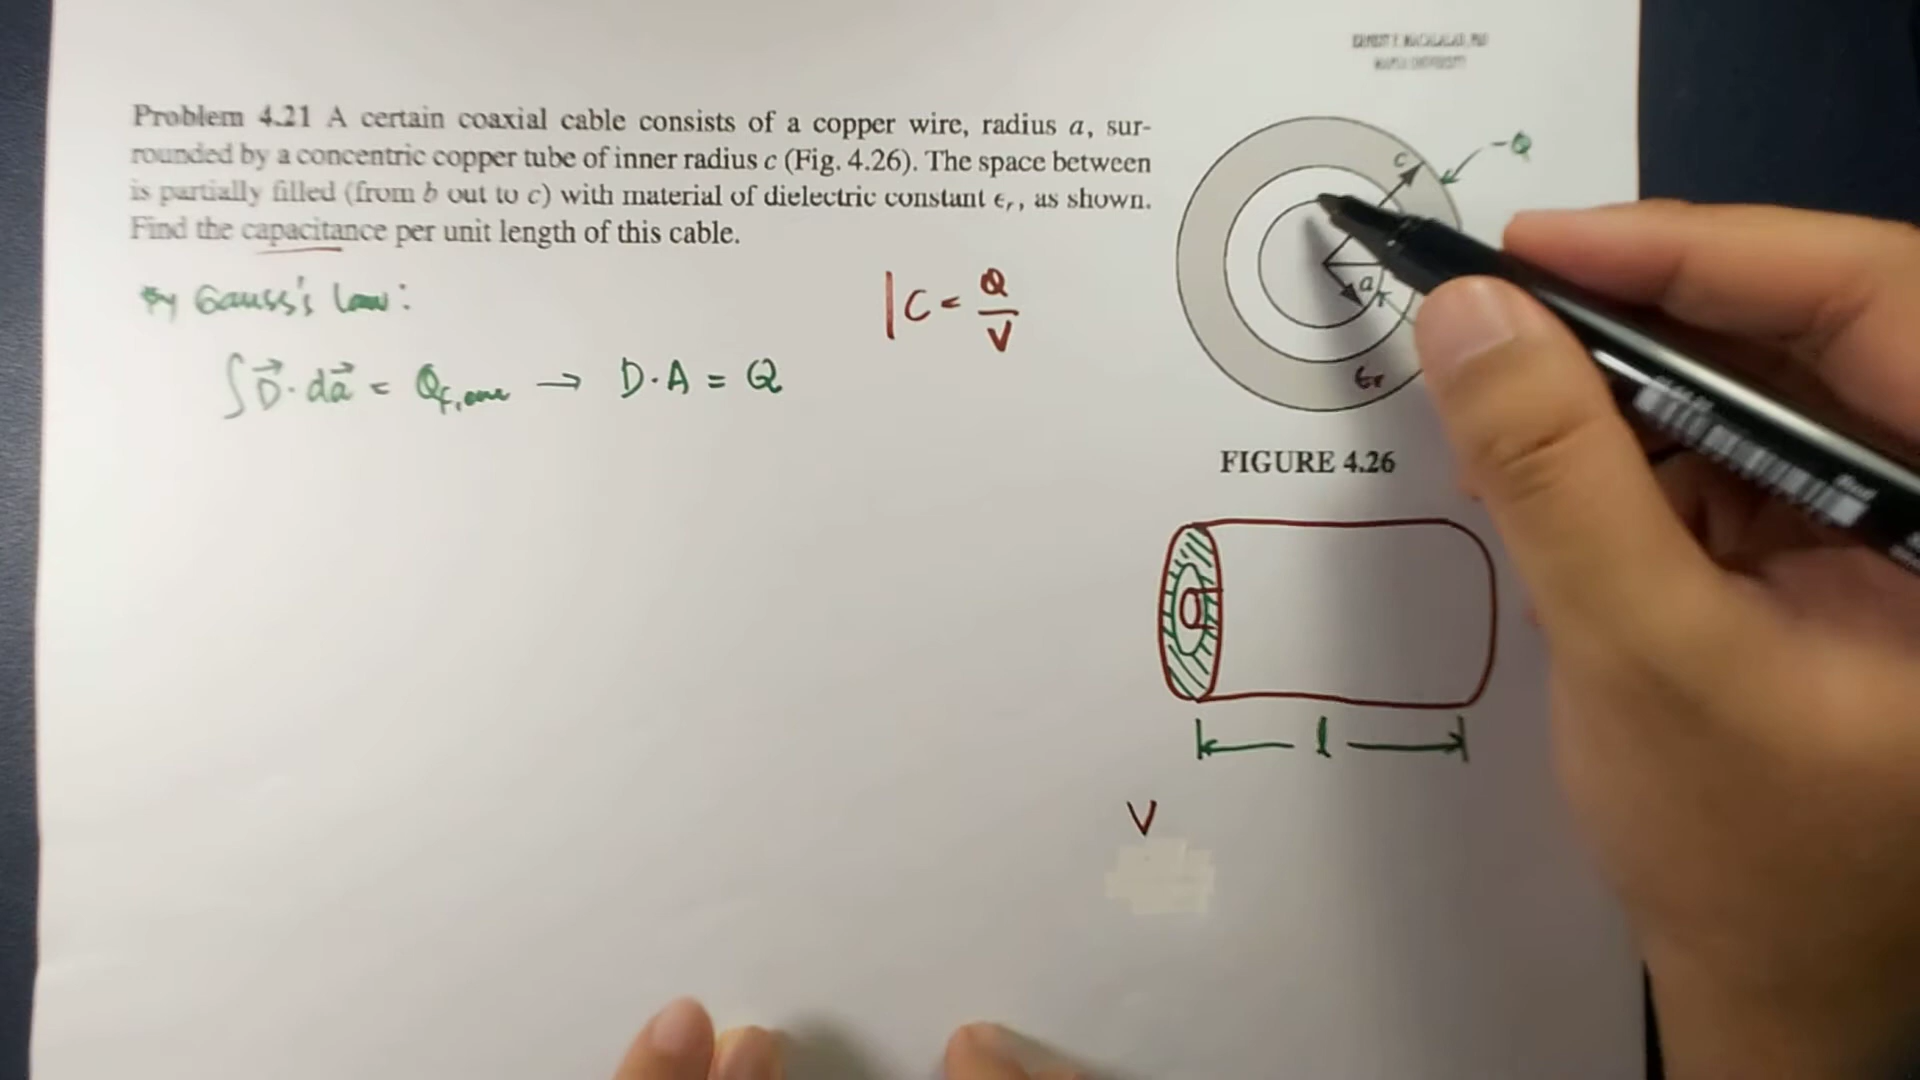 Problem 4.21 A certain coaxial cable consists of a copper wire, radius a, sur-
rounded by a concentric copper tube of inner radius c (Fig. 4.26). The space between
is partially filled (from b out to c) with material of dielectric constant ϵr, as shown.
Find the capacitance per unit length of this cable.
By Gauss's Law:
C = Q/V
∫D⃗·da⃗ = Qf,enc → D·A = Q
c
-Q
a
ϵr
FIGURE 4.26
l
V